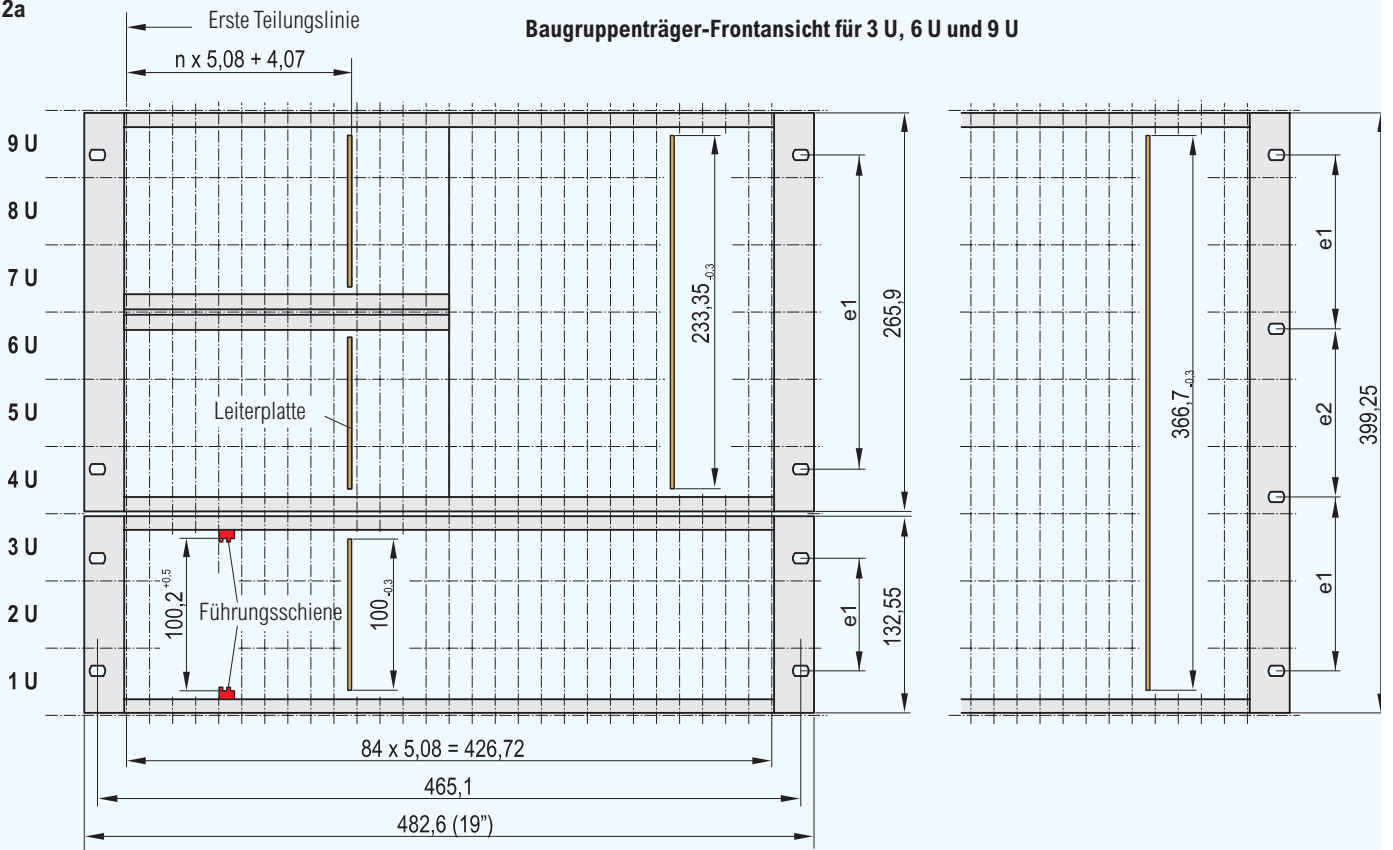 2a
Erste Teilungslinie
Baugruppenträger-Frontansicht für 3 U, 6 U und 9 U
n x 5,08 + 4,07
9 U
8 U
7 U
6 U
5 U
4 U
3 U
2 U
1 U
Leiterplatte
233,35 -0,3
e1
265,9
100,2 +0,5
Führungsschiene
100 -0,3
e1
132,55
84 x 5,08 = 426,72
465,1
482,6 (19”)
366,7 -0,3
e1
e2
e1
399,25